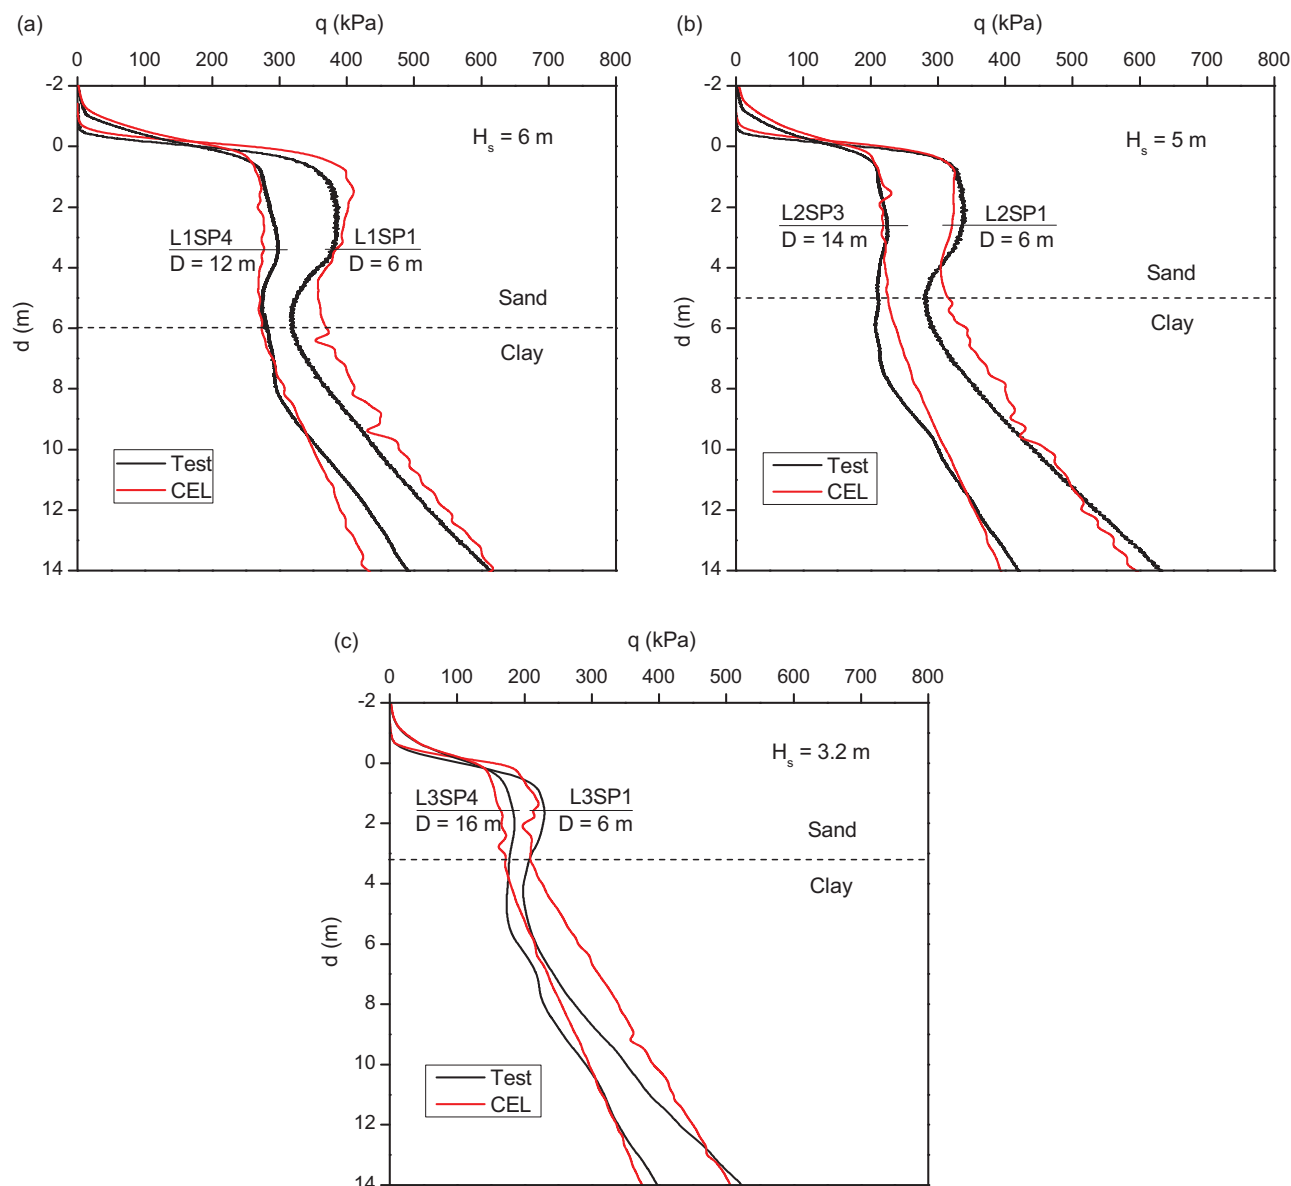 (a)
q (kPa)
0 100 200 300 400 500 600 700 800
-2
0
2
4
6
8
10
12
14
d (m)
H_s = 6 m
L1SP4
D = 12 m
L1SP1
D = 6 m
Sand
Clay
Test
CEL
(b)
q (kPa)
0 100 200 300 400 500 600 700 800
-2
0
2
4
6
8
10
12
14
d (m)
H_s = 5 m
L2SP3
D = 14 m
L2SP1
D = 6 m
Sand
Clay
Test
CEL
(c)
q (kPa)
0 100 200 300 400 500 600 700 800
-2
0
2
4
6
8
10
12
14
d (m)
H_s = 3.2 m
L3SP4
D = 16 m
L3SP1
D = 6 m
Sand
Clay
Test
CEL